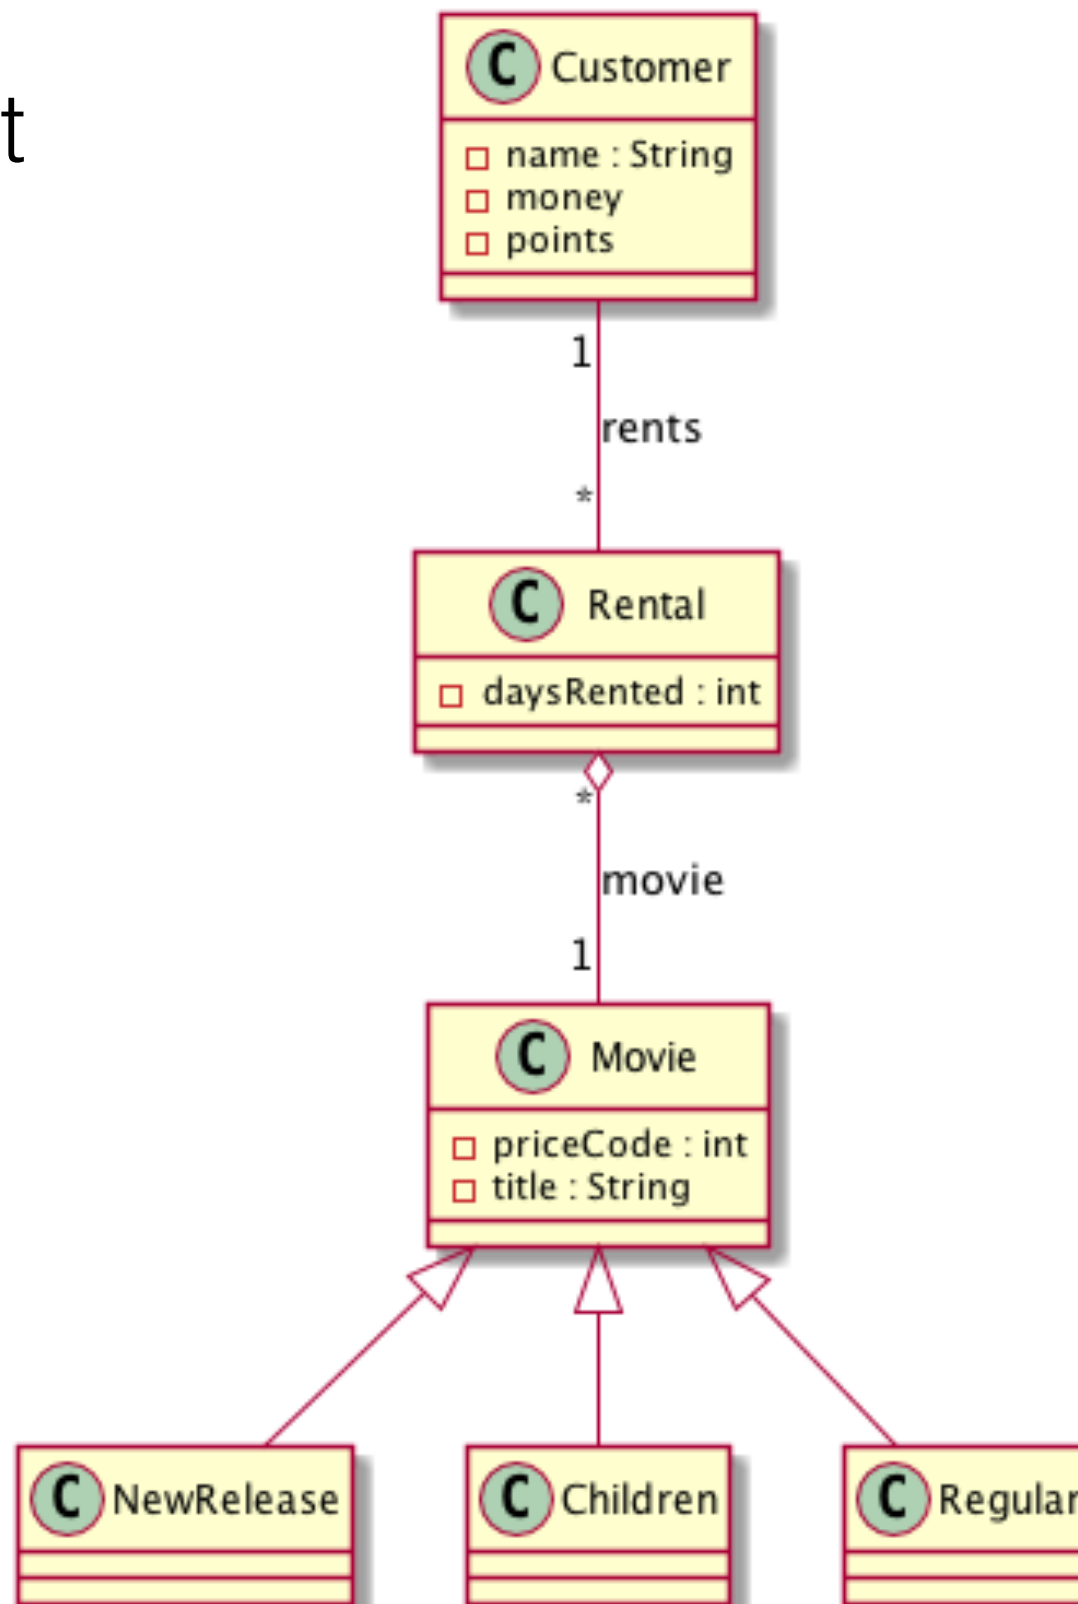 t
C Customer
name : String
money
points
1
rents
*
C Rental
daysRented : int
*
movie
1
C Movie
priceCode : int
title : String
C NewRelease
C Children
C Regular